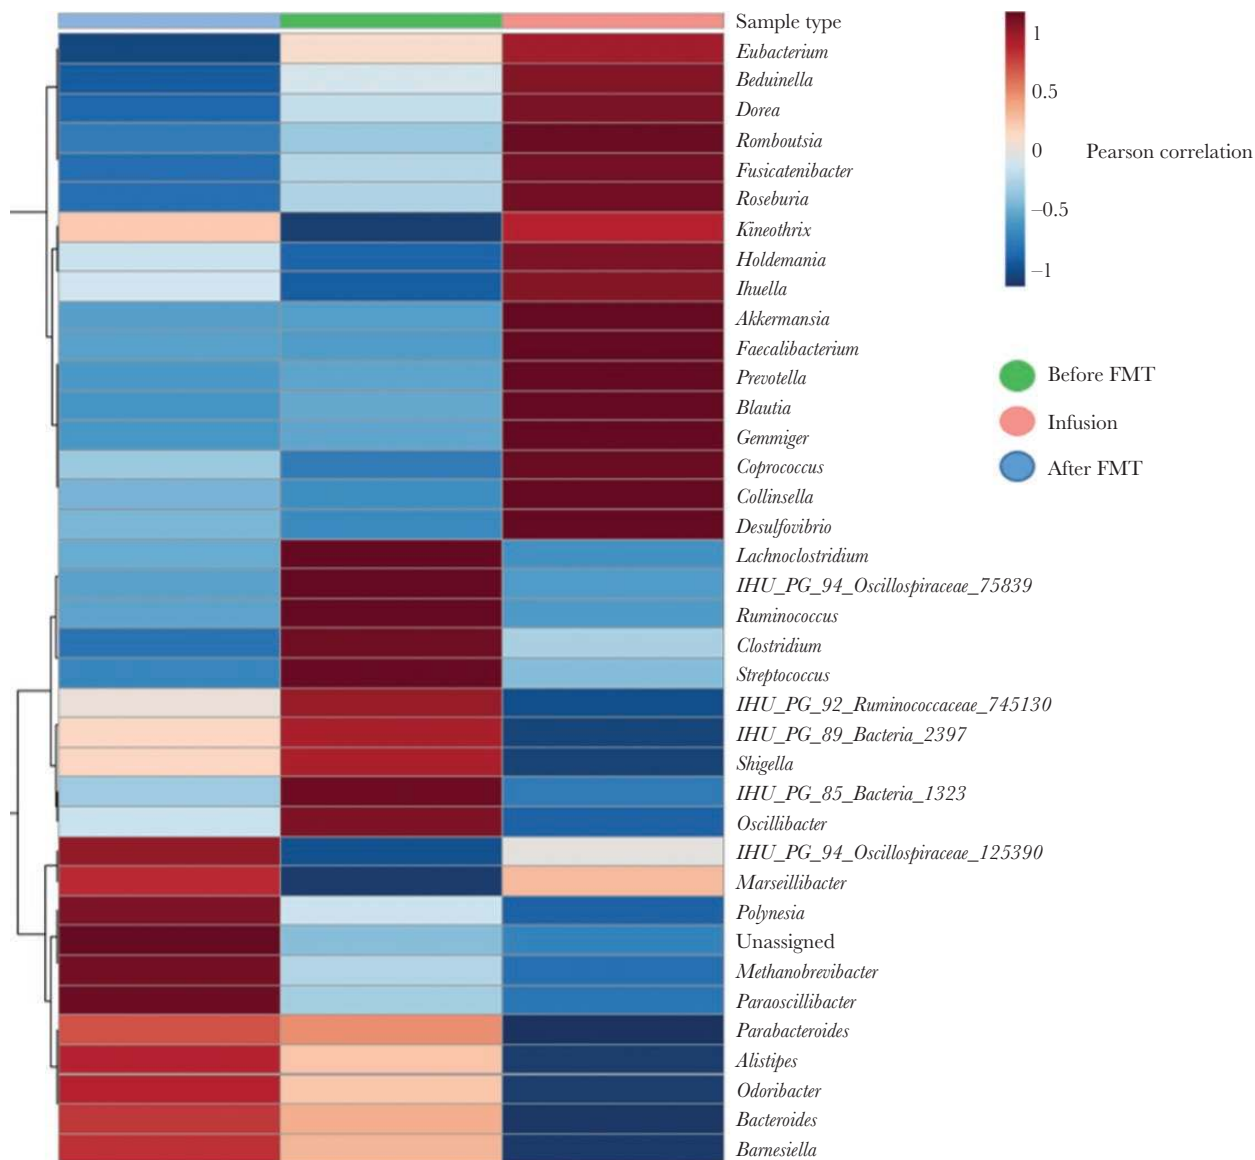 Sample type
Eubacterium
Beduinella
Dorea
Romboutsia
Fusicatenibacter
Roseburia
Kineothrix
Holdemania
Ihuella
Akkermansia
Faecalibacterium
Prevotella
Blautia
Gemmiger
Coprococcus
Collinsella
Desulfovibrio
Lachnoclostridium
IHU_PG_94_Oscillospiraceae_75839
Ruminococcus
Clostridium
Streptococcus
IHU_PG_92_Ruminococcaceae_745130
IHU_PG_89_Bacteria_2397
Shigella
IHU_PG_85_Bacteria_1323
Oscillibacter
IHU_PG_94_Oscillospiraceae_125390
Marseillibacter
Polynesia
Unassigned
Methanobrevibacter
Paraoscillibacter
Parabacteroides
Alistipes
Odoribacter
Bacteroides
Barnesiella
1
0.5
0
−0.5
−1
Pearson correlation
Before FMT
Infusion
After FMT